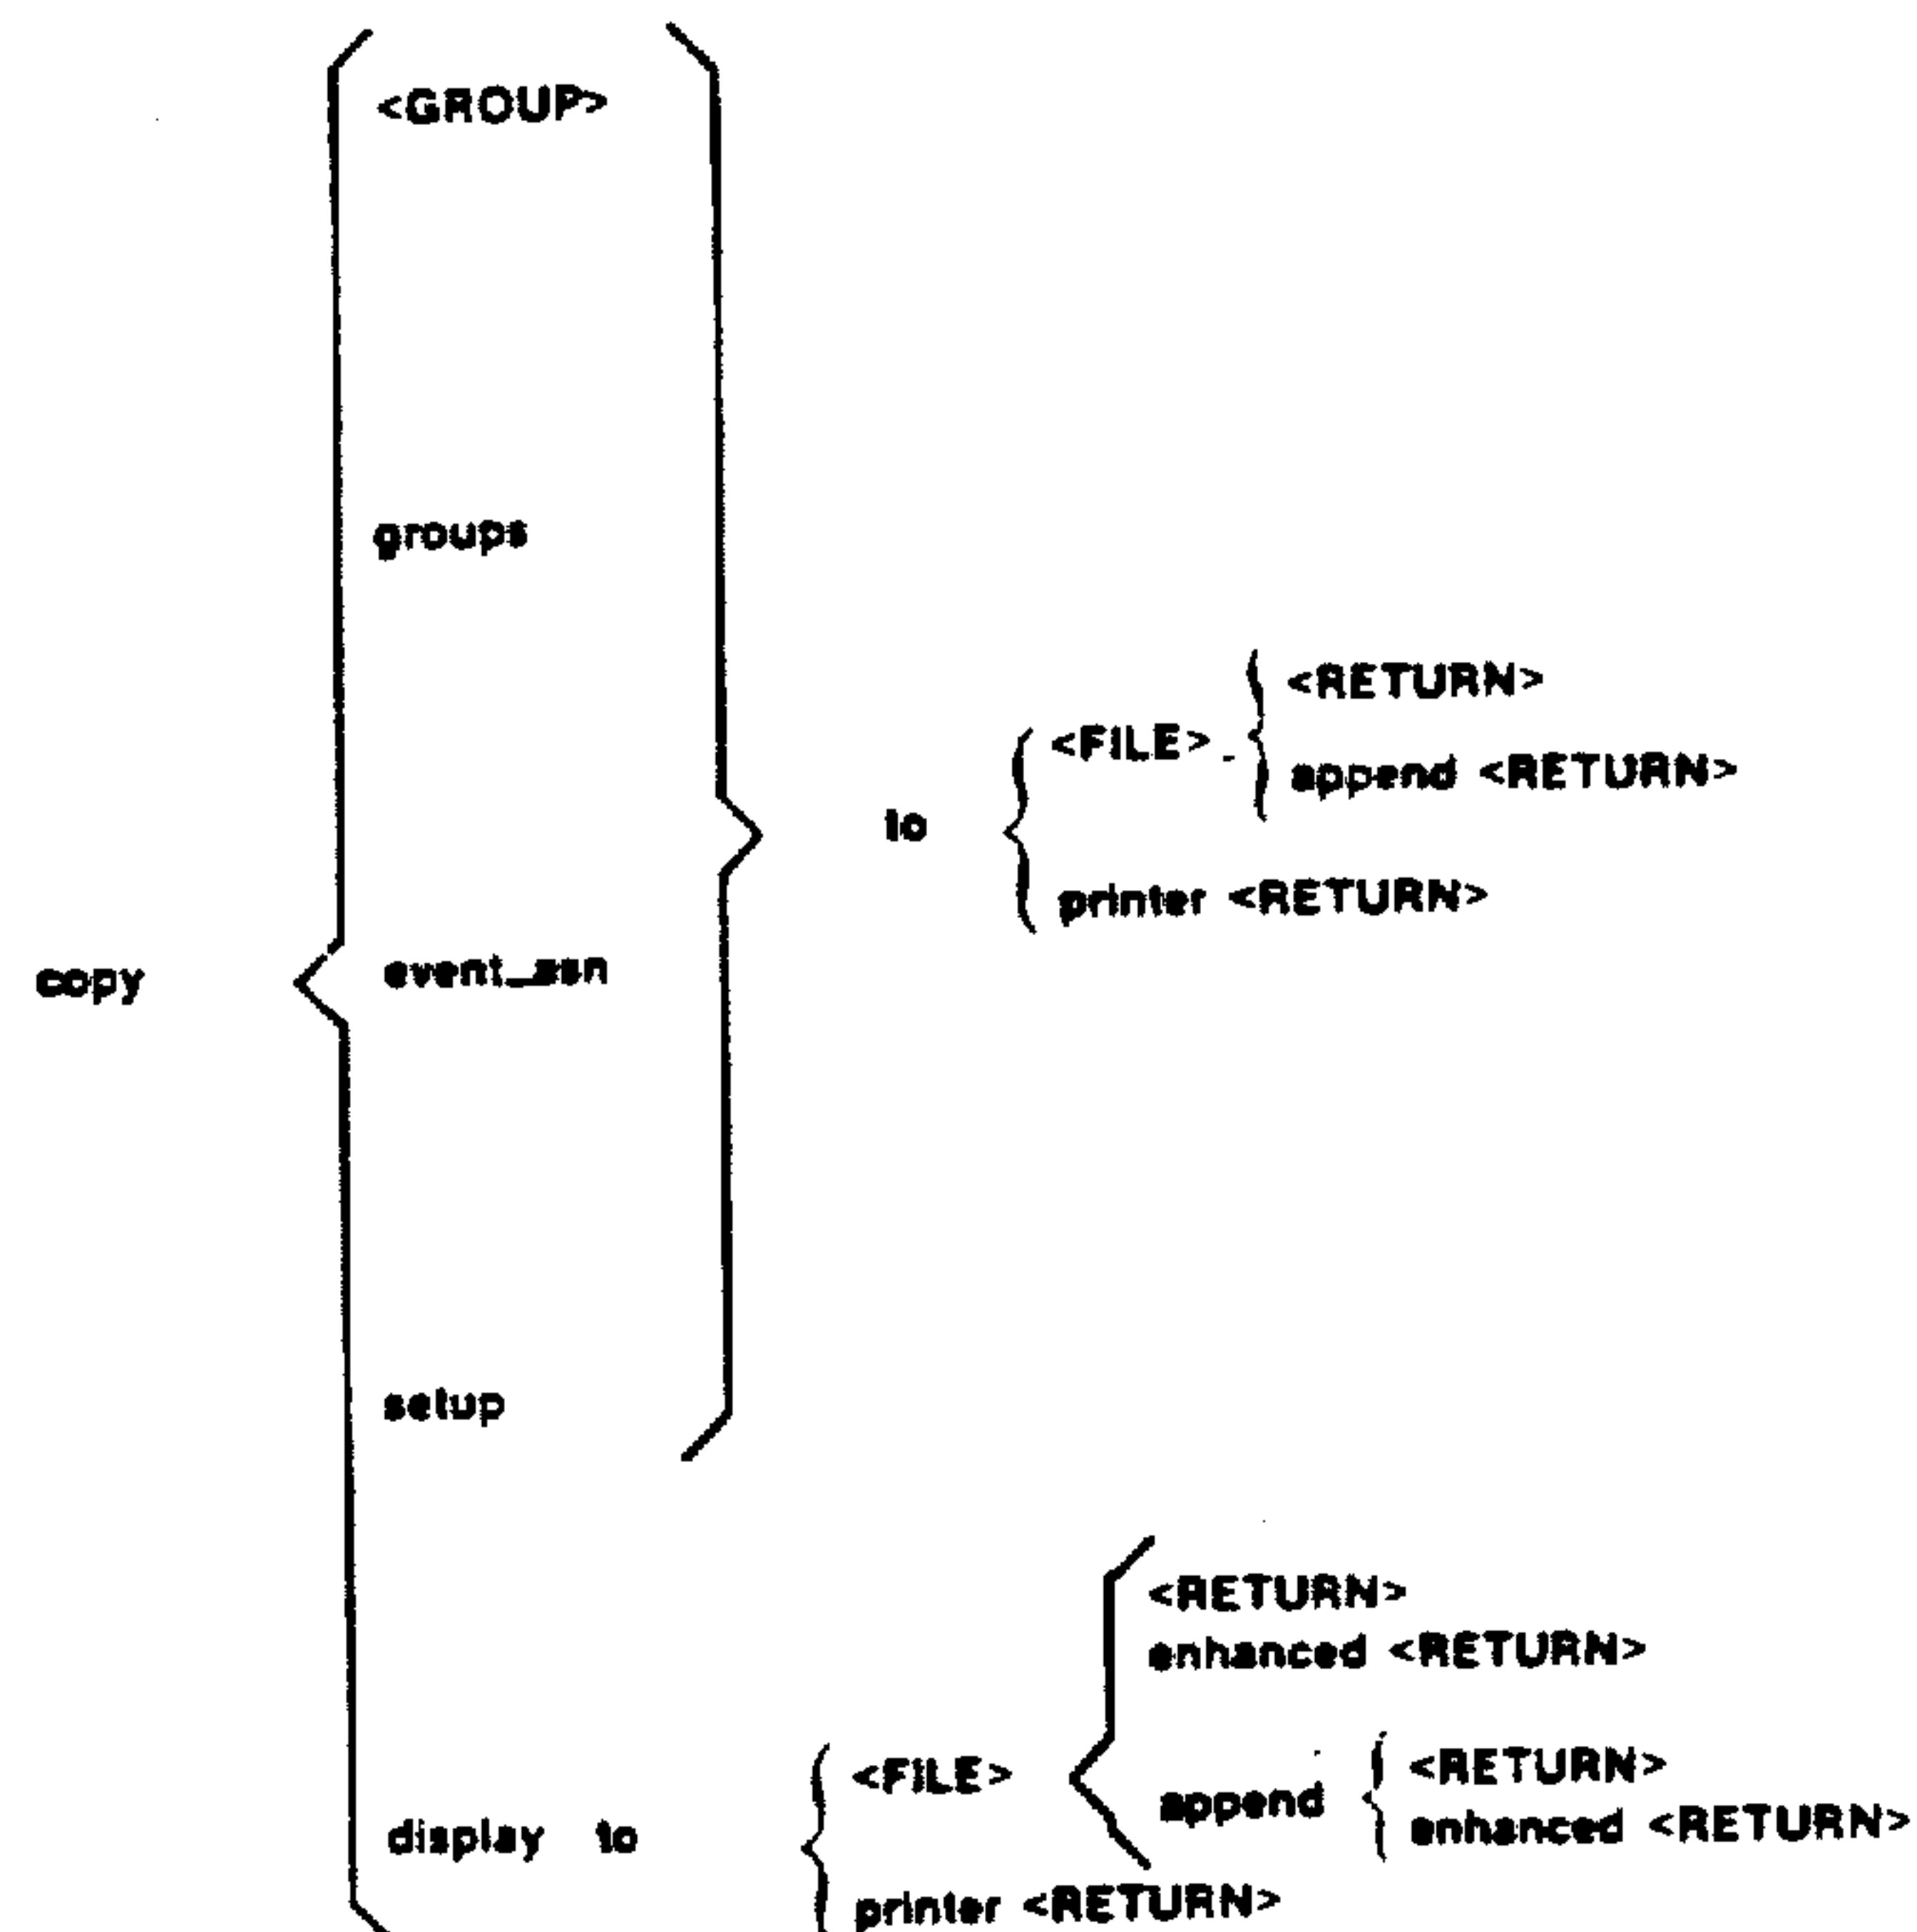 <GROUP>
groups
<RETURN>
<FILE>
append <RETURN>
to
printer <RETURN>
copy
event_asn
setup
<RETURN>
enhanced <RETURN>
<FILE>
append
<RETURN>
enhanced <RETURN>
display to
printer <RETURN>